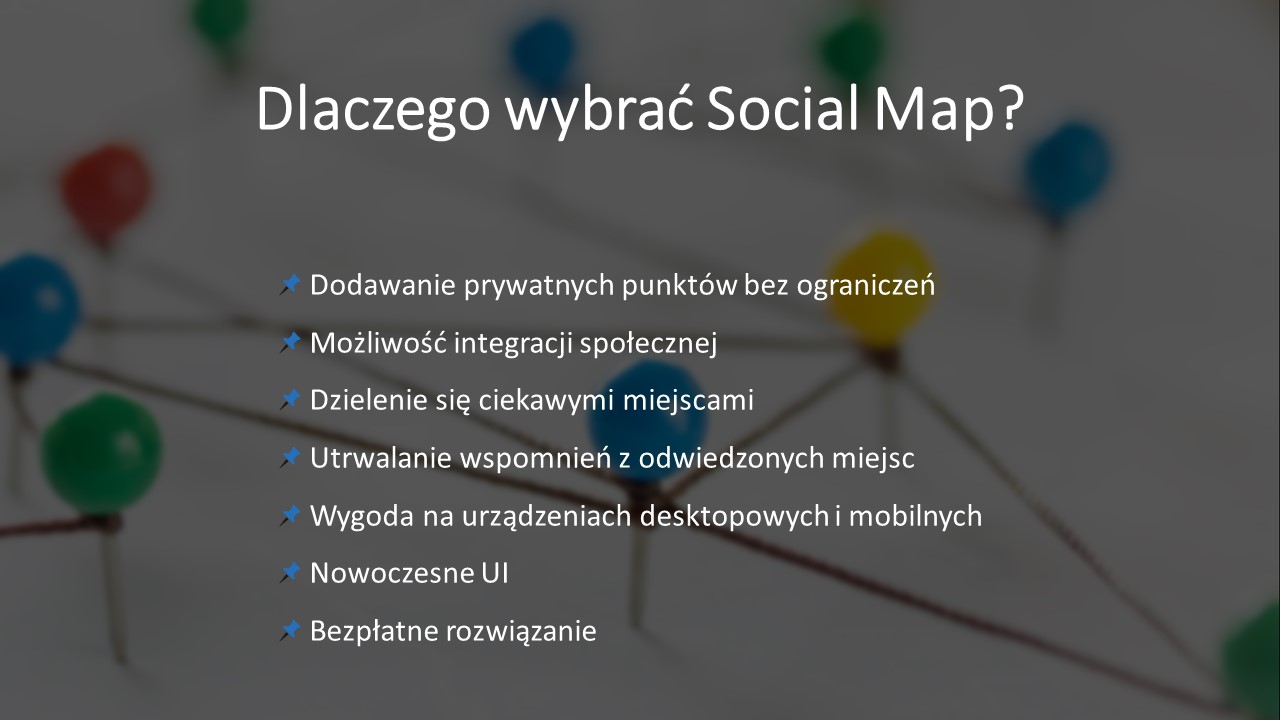 Dlaczego wybrać Social Map?
Dodawanie prywatnych punktów bez ograniczeń
Możliwość integracji społecznej
Dzielenie się ciekawymi miejscami
Utrwalanie wspomnień z odwiedzonych miejsc
Wygoda na urządzeniach desktopowych i mobilnych
Nowoczesne UI
Bezpłatne rozwiązanie